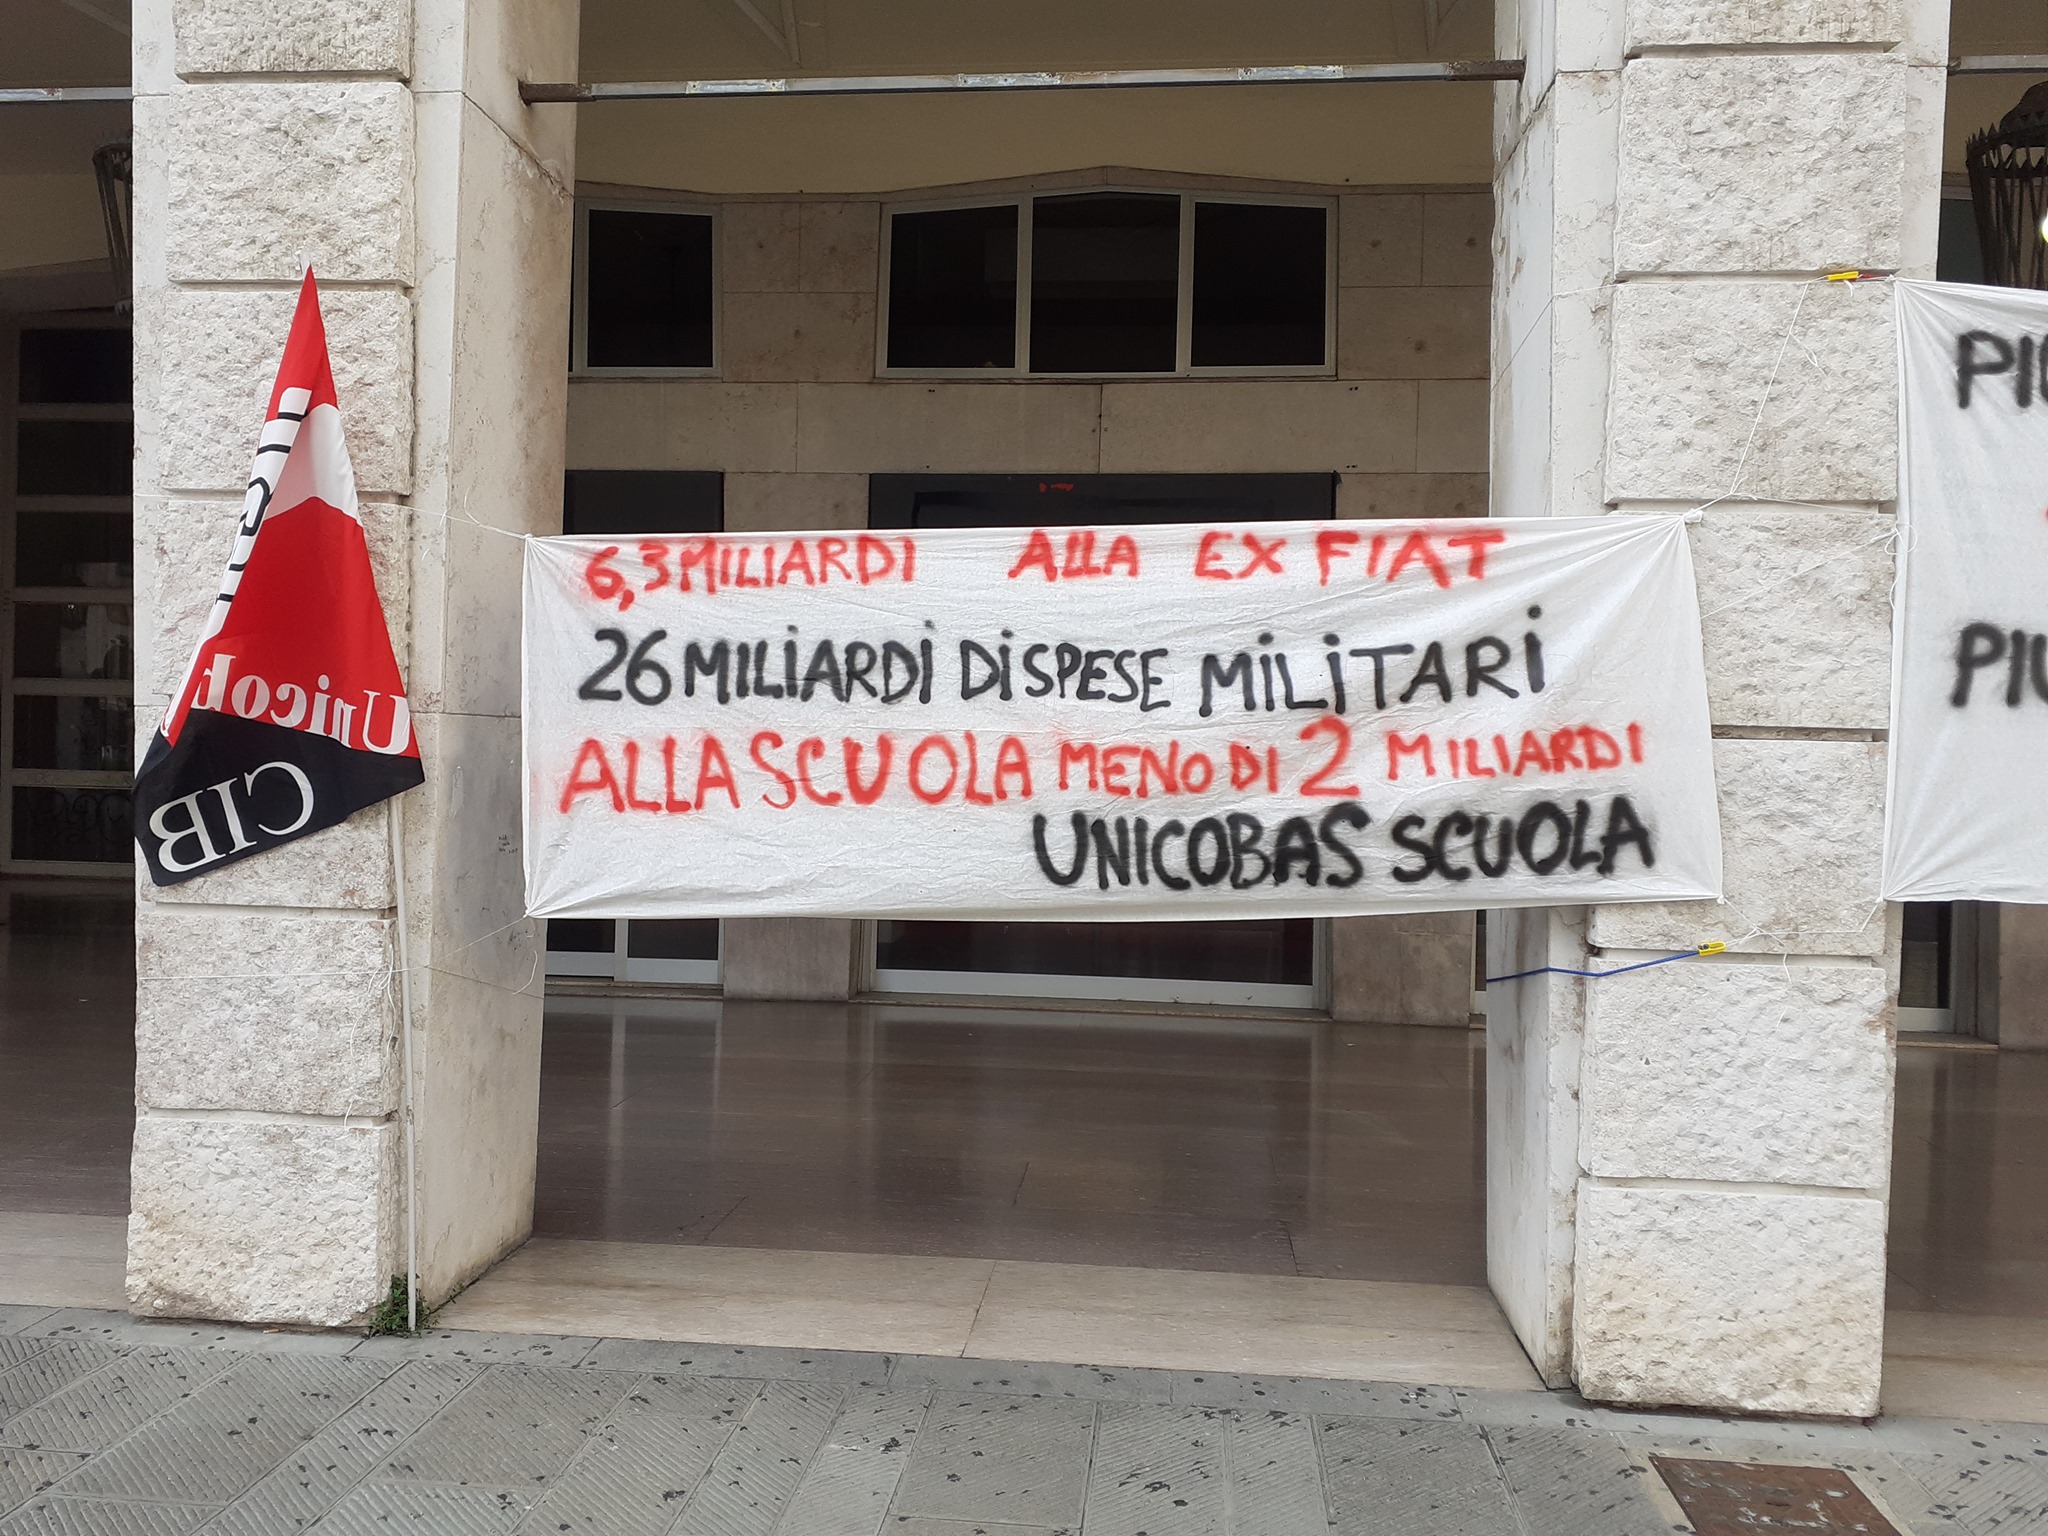 6,3 MILIARDI ALLA EX FIAT
26 MILIARDI DI SPESE MILITARI
ALLA SCUOLA MENO DI 2 MILIARDI
UNICOBAS SCUOLA
Unicob
CIB